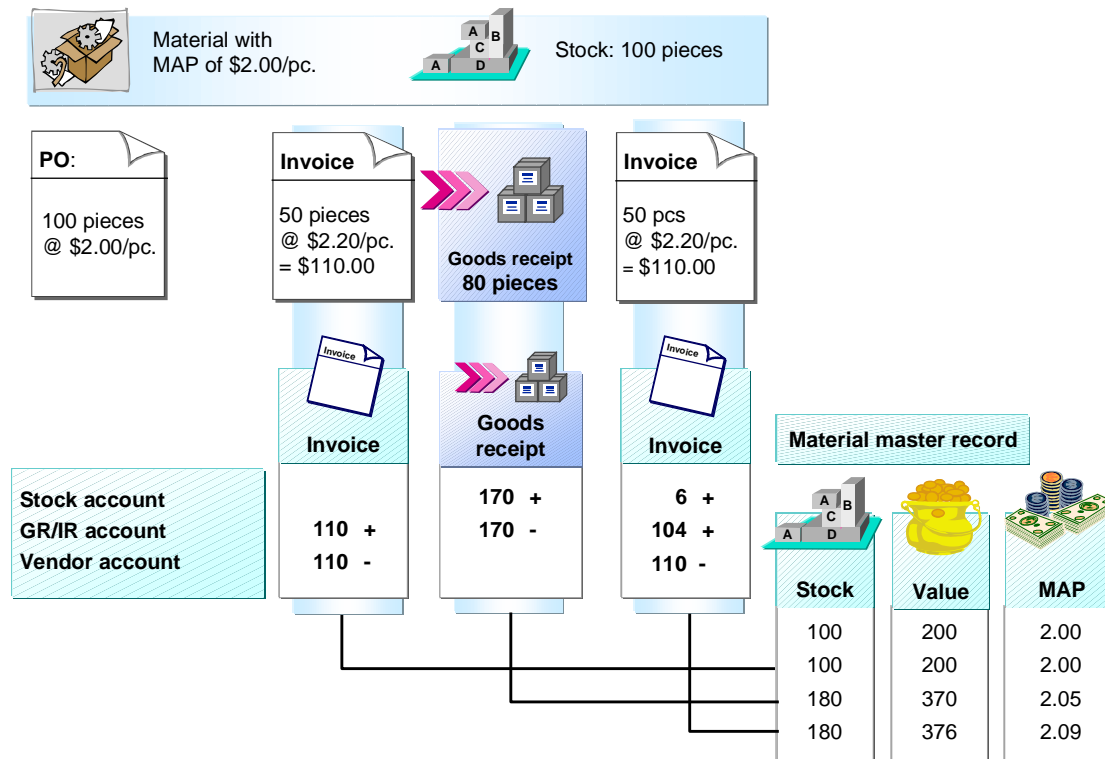 Material with
MAP of $2.00/pc.
A
B
C
A
D
Stock: 100 pieces
PO:
100 pieces
@ $2.00/pc.
Invoice
50 pieces
@ $2.20/pc.
= $110.00
Goods receipt
80 pieces
Invoice
50 pcs
@ $2.20/pc.
= $110.00
Invoice
Invoice
Goods
receipt
Invoice
Invoice
Material master record
Stock account 170 + 6 +
GR/IR account 110 + 170 - 104 +
Vendor account 110 - 110 -
A
B
C
A
D
Stock Value MAP
100 200 2.00
100 200 2.00
180 370 2.05
180 376 2.09